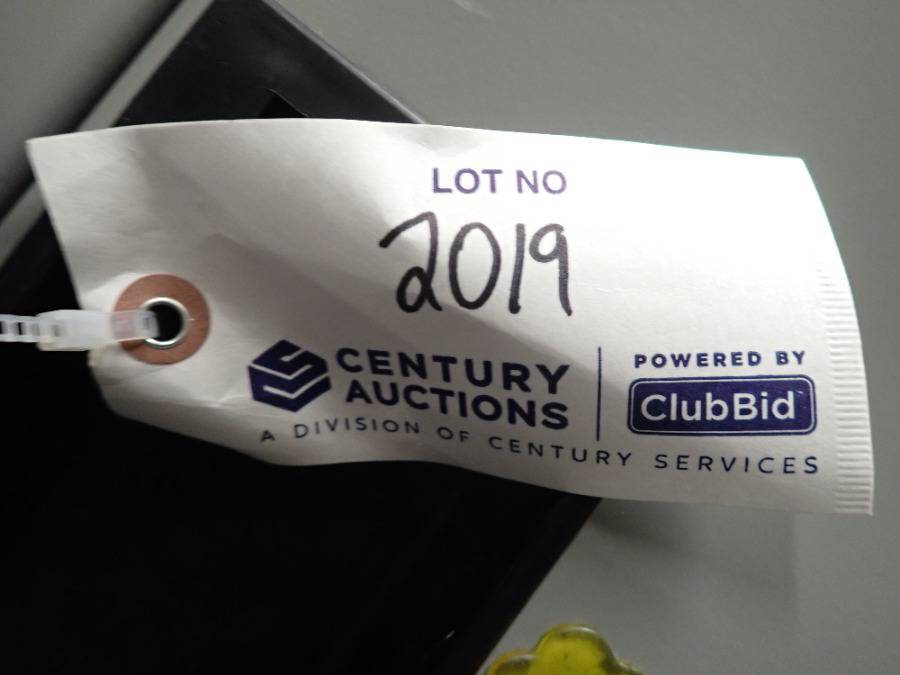 LOT NO
2019
CENTURY
AUCTIONS
A DIVISION OF CENTURY SERVICES
POWERED BY
ClubBid